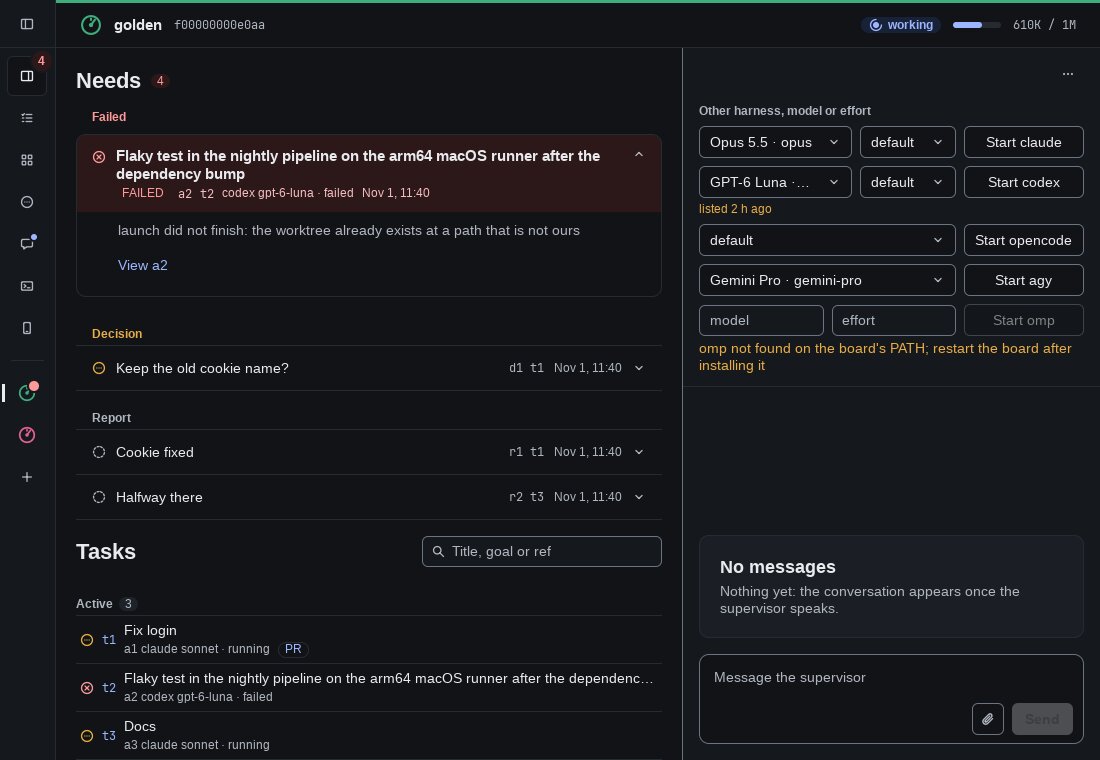 golden f00000000e0aa working 610K / 1M
4
Needs 4
Failed
Flaky test in the nightly pipeline on the arm64 macOS runner after the
dependency bump
FAILED a2 t2 codex gpt-6-luna · failed Nov 1, 11:40
launch did not finish: the worktree already exists at a path that is not ours
View a2
Decision
Keep the old cookie name? d1 t1 Nov 1, 11:40
Report
Cookie fixed r1 t1 Nov 1, 11:40
Halfway there r2 t3 Nov 1, 11:40
Tasks
Title, goal or ref
Active 3
t1 Fix login
a1 claude sonnet · running PR
t2 Flaky test in the nightly pipeline on the arm64 macOS runner after the dependenc…
a2 codex gpt-6-luna · failed
t3 Docs
a3 claude sonnet · running
Other harness, model or effort
Opus 5.5 · opus default Start claude
GPT-6 Luna ·… default Start codex
listed 2 h ago
default Start opencode
Gemini Pro · gemini-pro Start agy
model effort Start omp
omp not found on the board's PATH; restart the board after
installing it
No messages
Nothing yet: the conversation appears once the
supervisor speaks.
Message the supervisor
Send